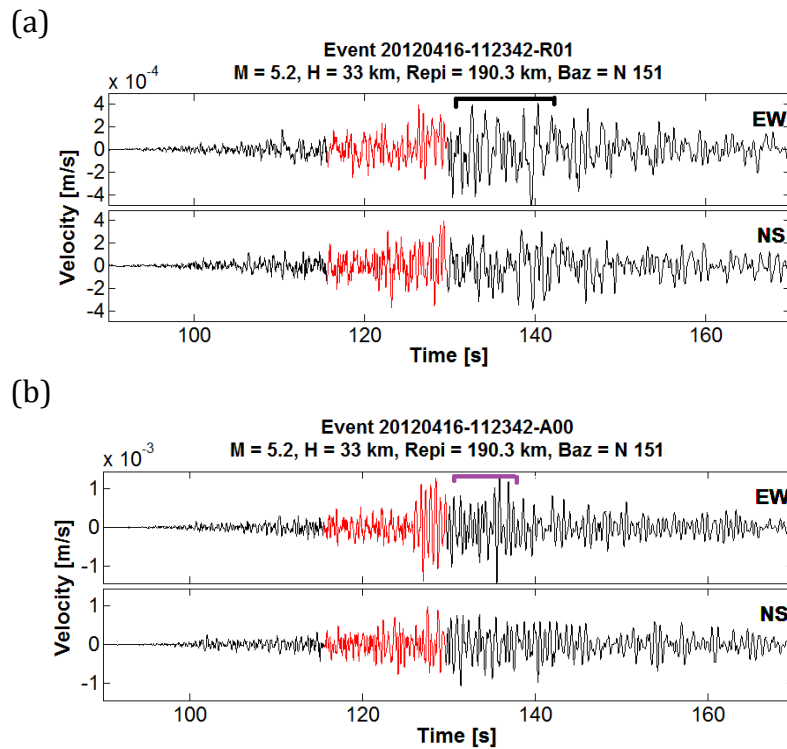 (a)
Event 20120416-112342-R01
M = 5.2, H = 33 km, Repi = 190.3 km, Baz = N 151
x 10⁻⁴
EW
4
2
0
-2
-4
NS
4
2
0
-2
-4
Velocity [m/s]
100 120 140 160
Time [s]
(b)
Event 20120416-112342-A00
M = 5.2, H = 33 km, Repi = 190.3 km, Baz = N 151
x 10⁻³
EW
1
0
-1
NS
1
0
-1
Velocity [m/s]
100 120 140 160
Time [s]